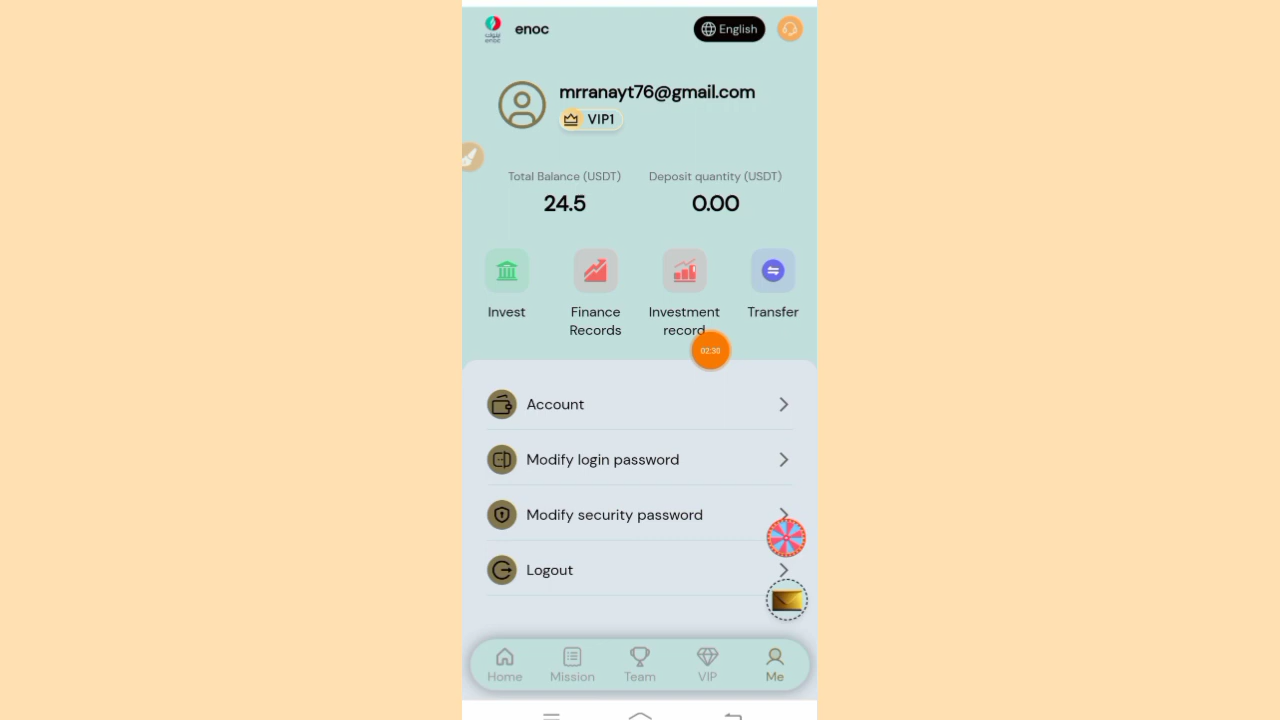 enoc
enoc
English
mrranayt76@gmail.com
VIP1
Total Balance (USDT)
Deposit quantity (USDT)
24.5
0.00
Invest
Finance
Records
Investment
record
Transfer
02:30
Account
Modify login password
Modify security password
Logout
Home
Mission
Team
VIP
Me